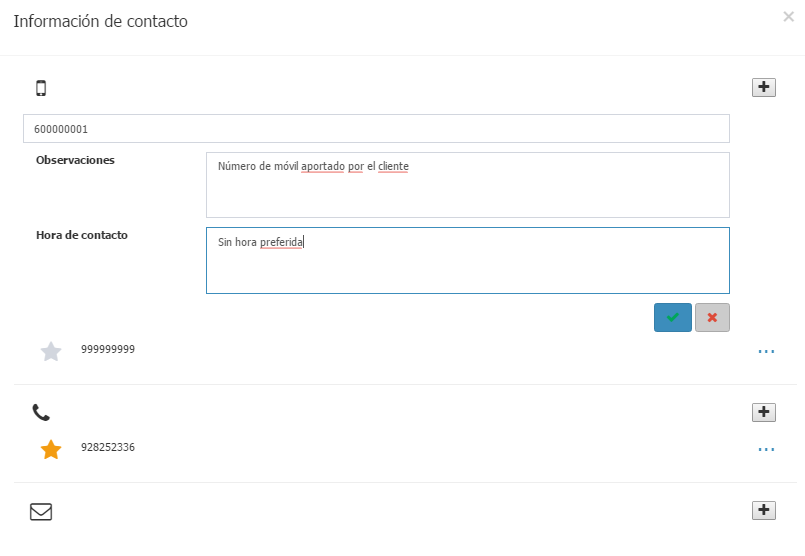 Información de contacto
600000001
Observaciones
Número de móvil aportado por el cliente
Hora de contacto
Sin hora preferida
999999999
928252336